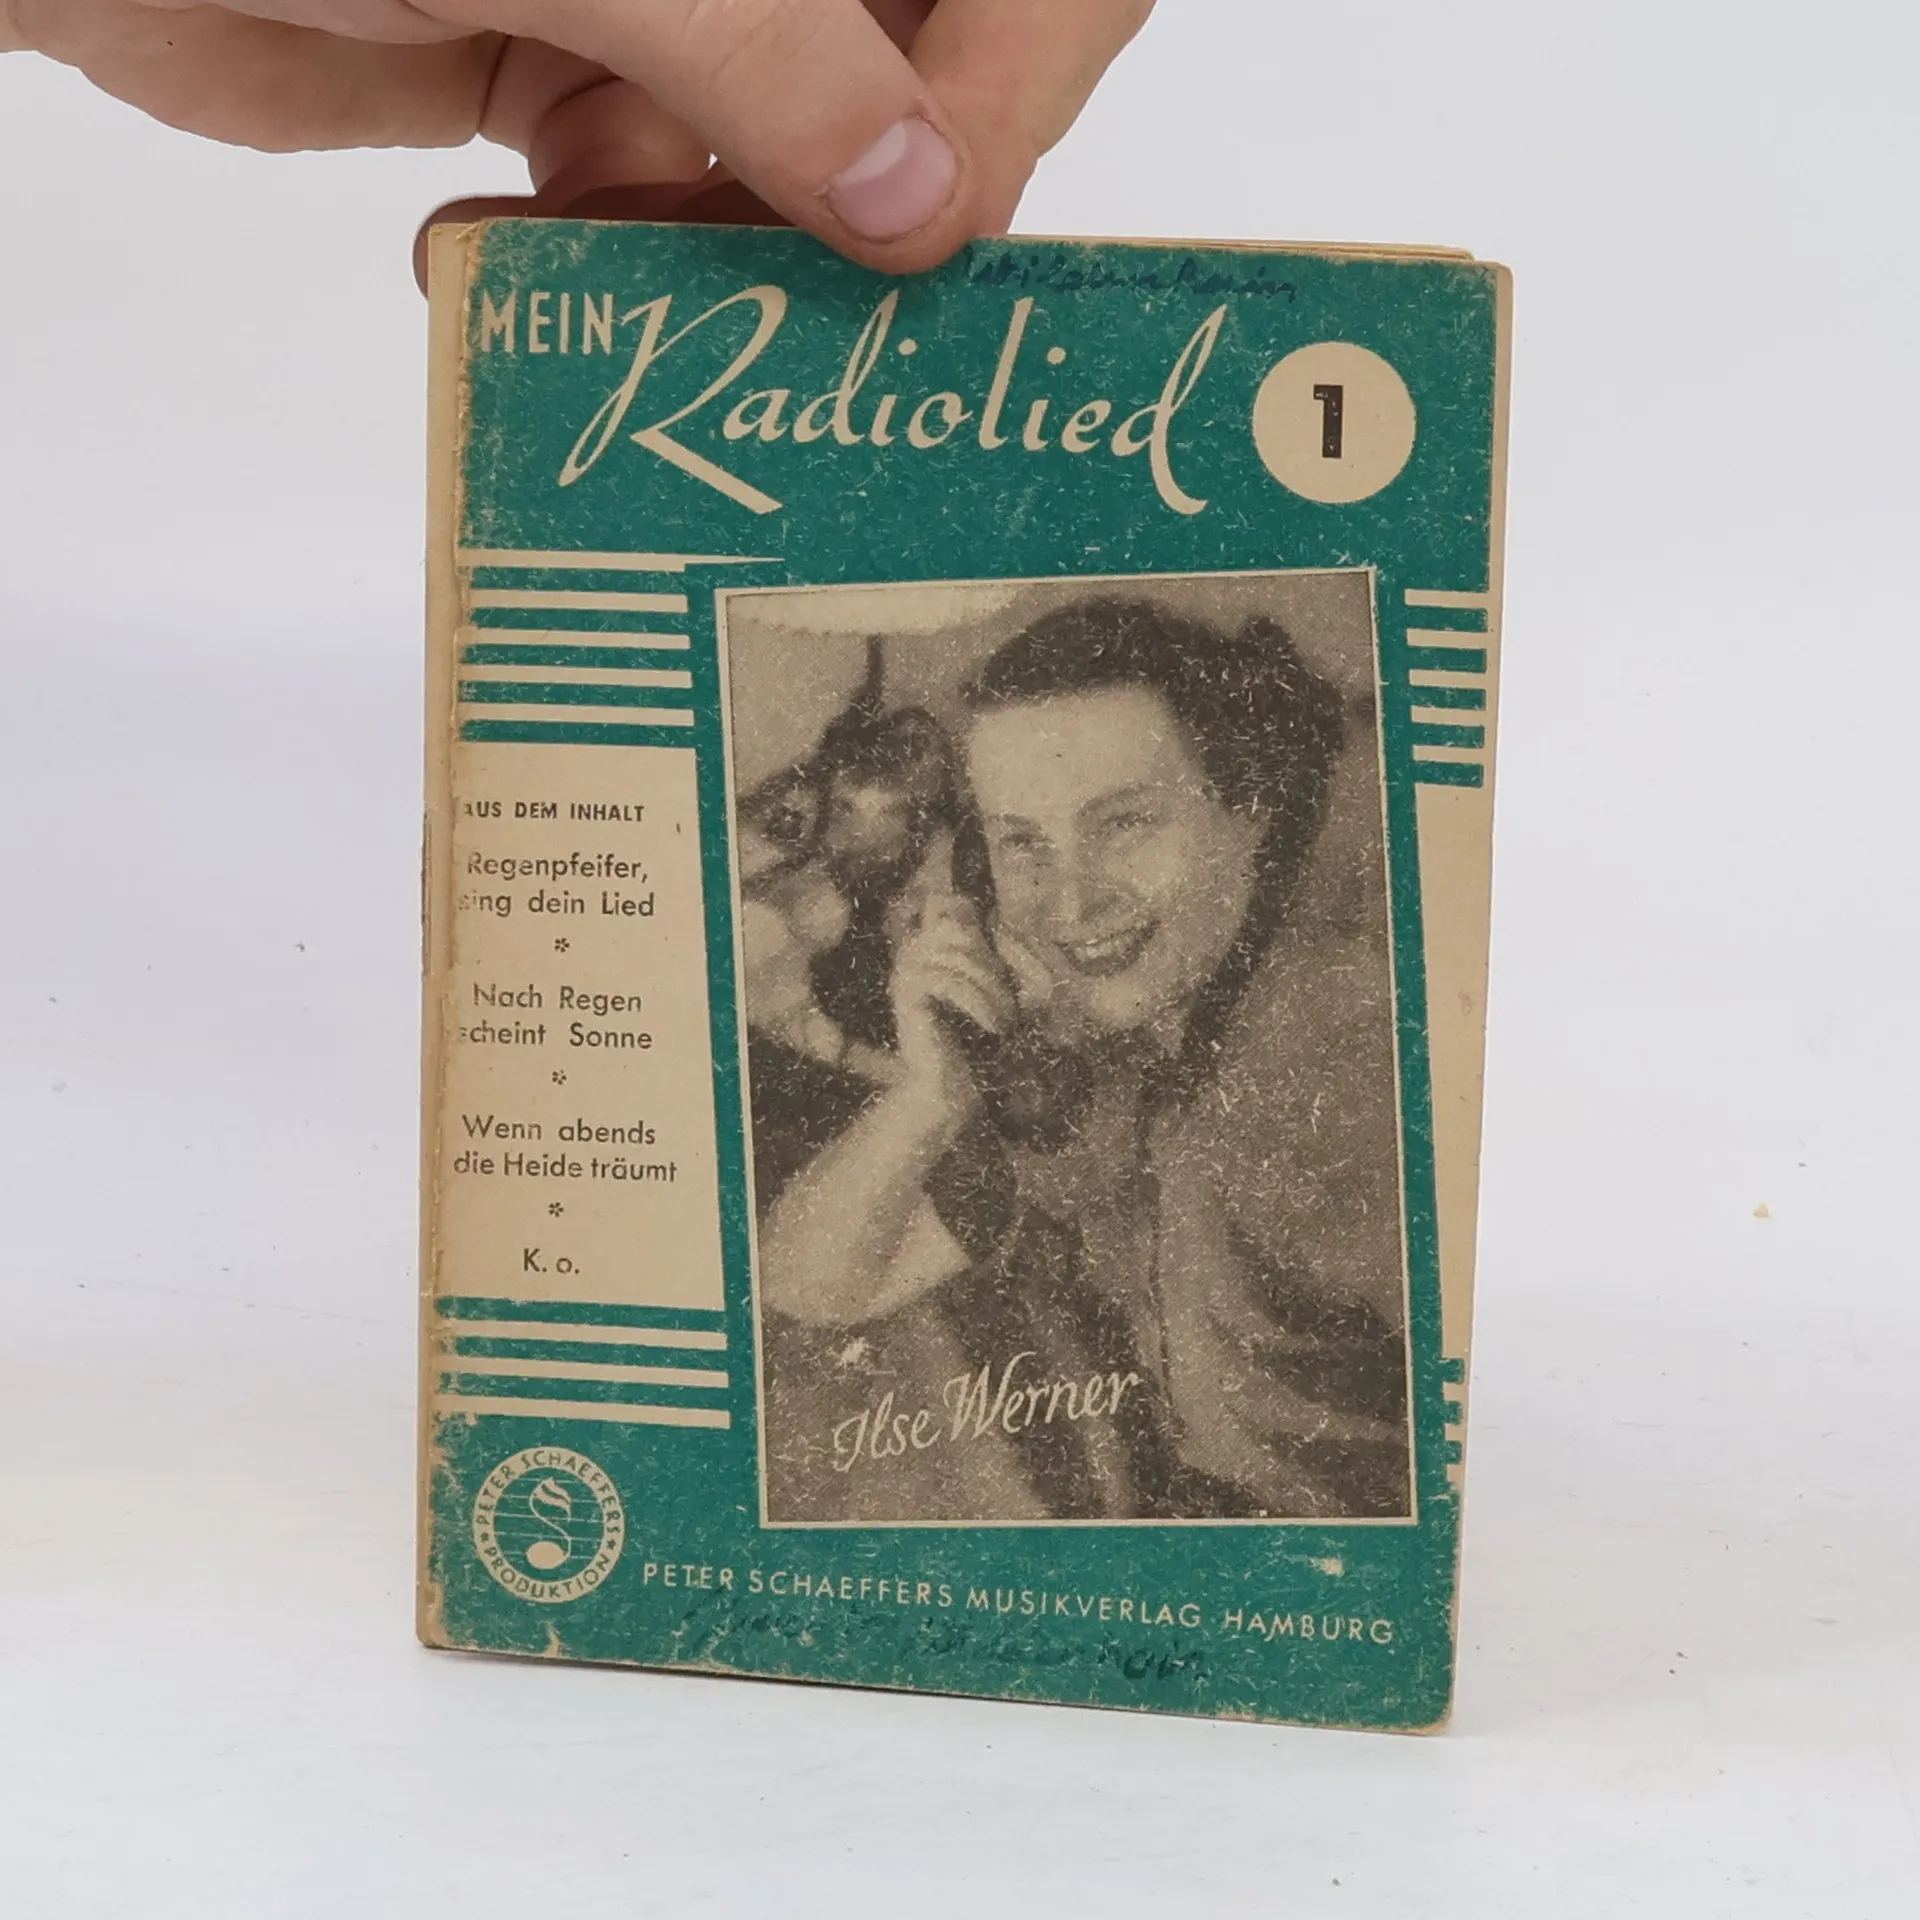 MEIN Radiolied 1
AUS DEM INHALT
Regenpfeifer,
sing dein Lied
*
Nach Regen
scheint Sonne
*
Wenn abends
die Heide träumt
*
K. o.
Ilse Werner
PETER SCHAEFFERS
* PRODUKTION *
PETER SCHAEFFERS MUSIKVERLAG HAMBURG